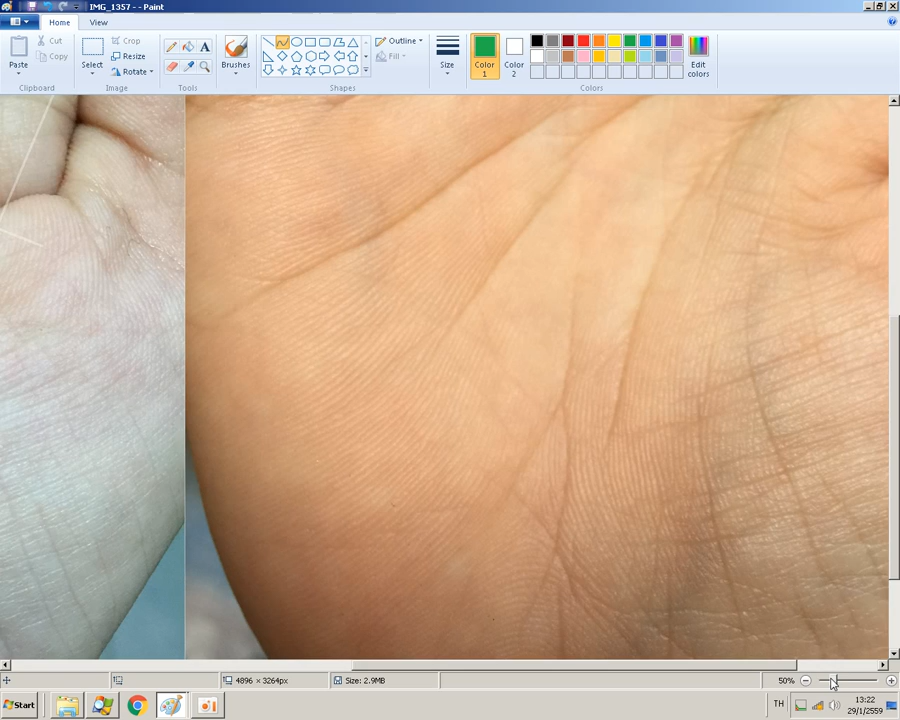 IMG_1357 - - Paint
Home View
Paste
Cut
Copy
Clipboard
Select
Crop
Resize
Rotate
Image
A
Tools
Brushes
Outline
Fill
Shapes
Size
Color 1
Color 2
Edit colors
Colors
4896 × 3264px
Size: 2.9MB
50%
Start
TH
13:22
29/1/2559